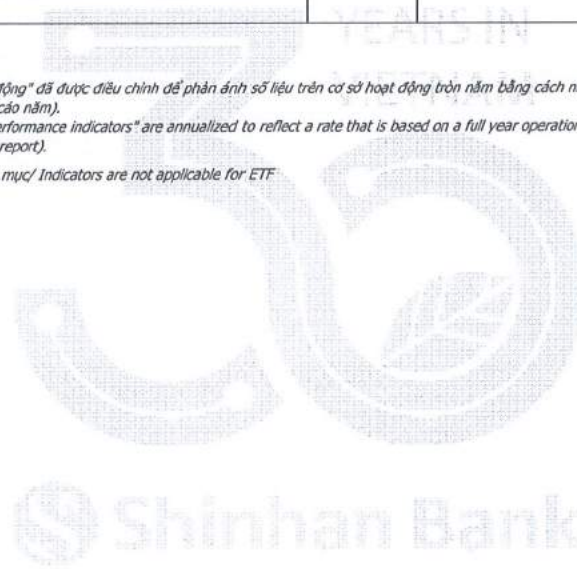 YEARS IN
VIETNAM
động" đã được điều chỉnh để phản ánh số liệu trên cơ sở hoạt động tròn năm bằng cách
cáo năm).
erformance indicators" are annualized to reflect a rate that is based on a full year operation
report).
mục/ Indicators are not applicable for ETF
30
Shinhan Bank